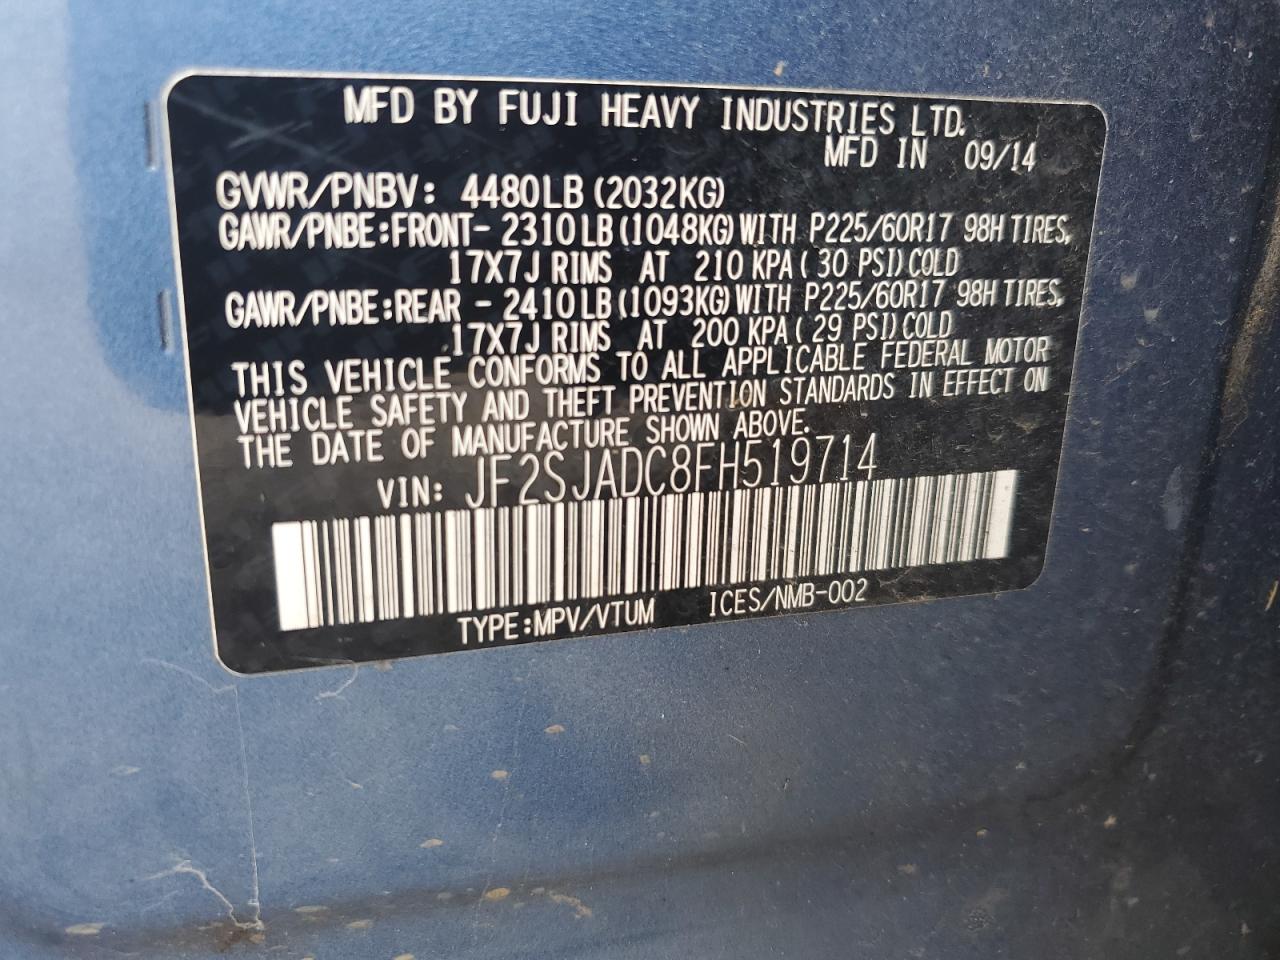 MFD BY FUJI HEAVY INDUSTRIES LTD.
MFD IN 09/14
GVWR/PNBV: 4480LB (2032KG)
GAWR/PNBE:FRONT- 2310LB (1048KG) WITH P225/60R17 98H TIRES,
17X7J RIMS AT 210 KPA ( 30 PSI) COLD
GAWR/PNBE:REAR - 2410LB (1093KG) WITH P225/60R17 98H TIRES,
17X7J RIMS AT 200 KPA ( 29 PSI) COLD
THIS VEHICLE CONFORMS TO ALL APPLICABLE FEDERAL MOTOR
VEHICLE SAFETY AND THEFT PREVENTION STANDARDS IN EFFECT ON
THE DATE OF MANUFACTURE SHOWN ABOVE.
VIN: JF2SJADC8FH519714
TYPE:MPV/VTUM ICES/NMB-002